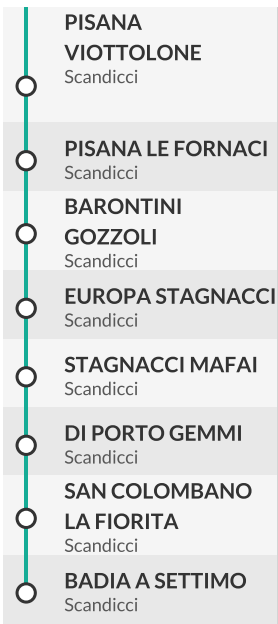 PISANA
VIOTTOLONE
Scandicci
PISANA LE FORNACI
Scandicci
BARONTINI
GOZZOLI
Scandicci
EUROPA STAGNACCI
Scandicci
STAGNACCI MAFAI
Scandicci
DI PORTO GEMMI
Scandicci
SAN COLOMBANO
LA FIORITA
Scandicci
BADIA A SETTIMO
Scandicci